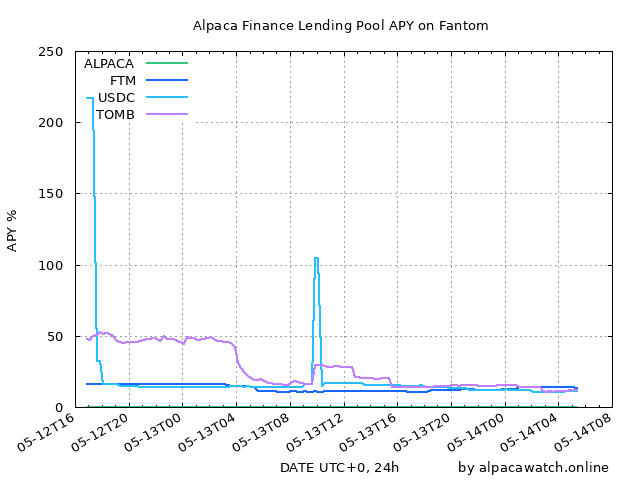 Alpaca Finance Lending Pool APY on Fantom
APY %
250
200
150
100
50
0
ALPACA
FTM
USDC
TOMB
05-12T16
05-12T20
05-13T00
05-13T04
05-13T08
05-13T12
05-13T16
05-13T20
05-14T00
05-14T04
05-14T08
DATE UTC+0, 24h
by alpacawatch.online